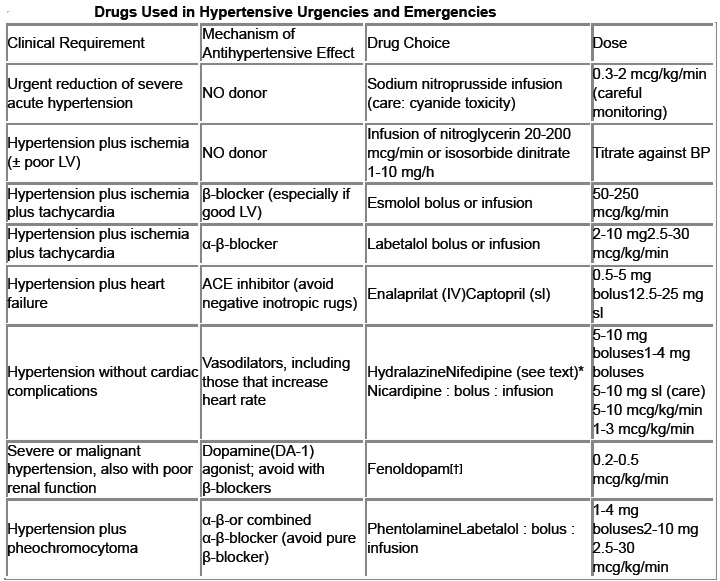 Drugs Used in Hypertensive Urgencies and Emergencies
Clinical Requirement
Mechanism of
Antihypertensive Effect
Drug Choice
Dose
Urgent reduction of severe
acute hypertension
NO donor
Sodium nitroprusside infusion
(care: cyanide toxicity)
0.3-2 mcg/kg/min
(careful
monitoring)
Hypertension plus ischemia
(± poor LV)
NO donor
Infusion of nitroglycerin 20-200
mcg/min or isosorbide dinitrate
1-10 mg/h
Titrate against BP
Hypertension plus ischemia
plus tachycardia
β-blocker (especially if
good LV)
Esmolol bolus or infusion
50-250
mcg/kg/min
Hypertension plus ischemia
plus tachycardia
α-β-blocker
Labetalol bolus or infusion
2-10 mg2.5-30
mcg/kg/min
Hypertension plus heart
failure
ACE inhibitor (avoid
negative inotropic rugs)
Enalaprilat (IV)Captopril (sl)
0.5-5 mg
bolus12.5-25 mg
sl
Hypertension without cardiac
complications
Vasodilators, including
those that increase
heart rate
HydralazineNifedipine (see text)*
Nicardipine : bolus : infusion
5-10 mg
boluses1-4 mg
boluses
5-10 mg sl (care)
5-10 mcg/kg/min
1-3 mcg/kg/min
Severe or malignant
hypertension, also with poor
renal function
Dopamine(DA-1)
agonist; avoid with
β-blockers
Fenoldopam[†]
0.2-0.5
mcg/kg/min
Hypertension plus
pheochromocytoma
α-β-or combined
α-β-blocker (avoid pure
β-blocker)
PhentolamineLabetalol : bolus :
infusion
1-4 mg
boluses2-10 mg
2.5-30
mcg/kg/min